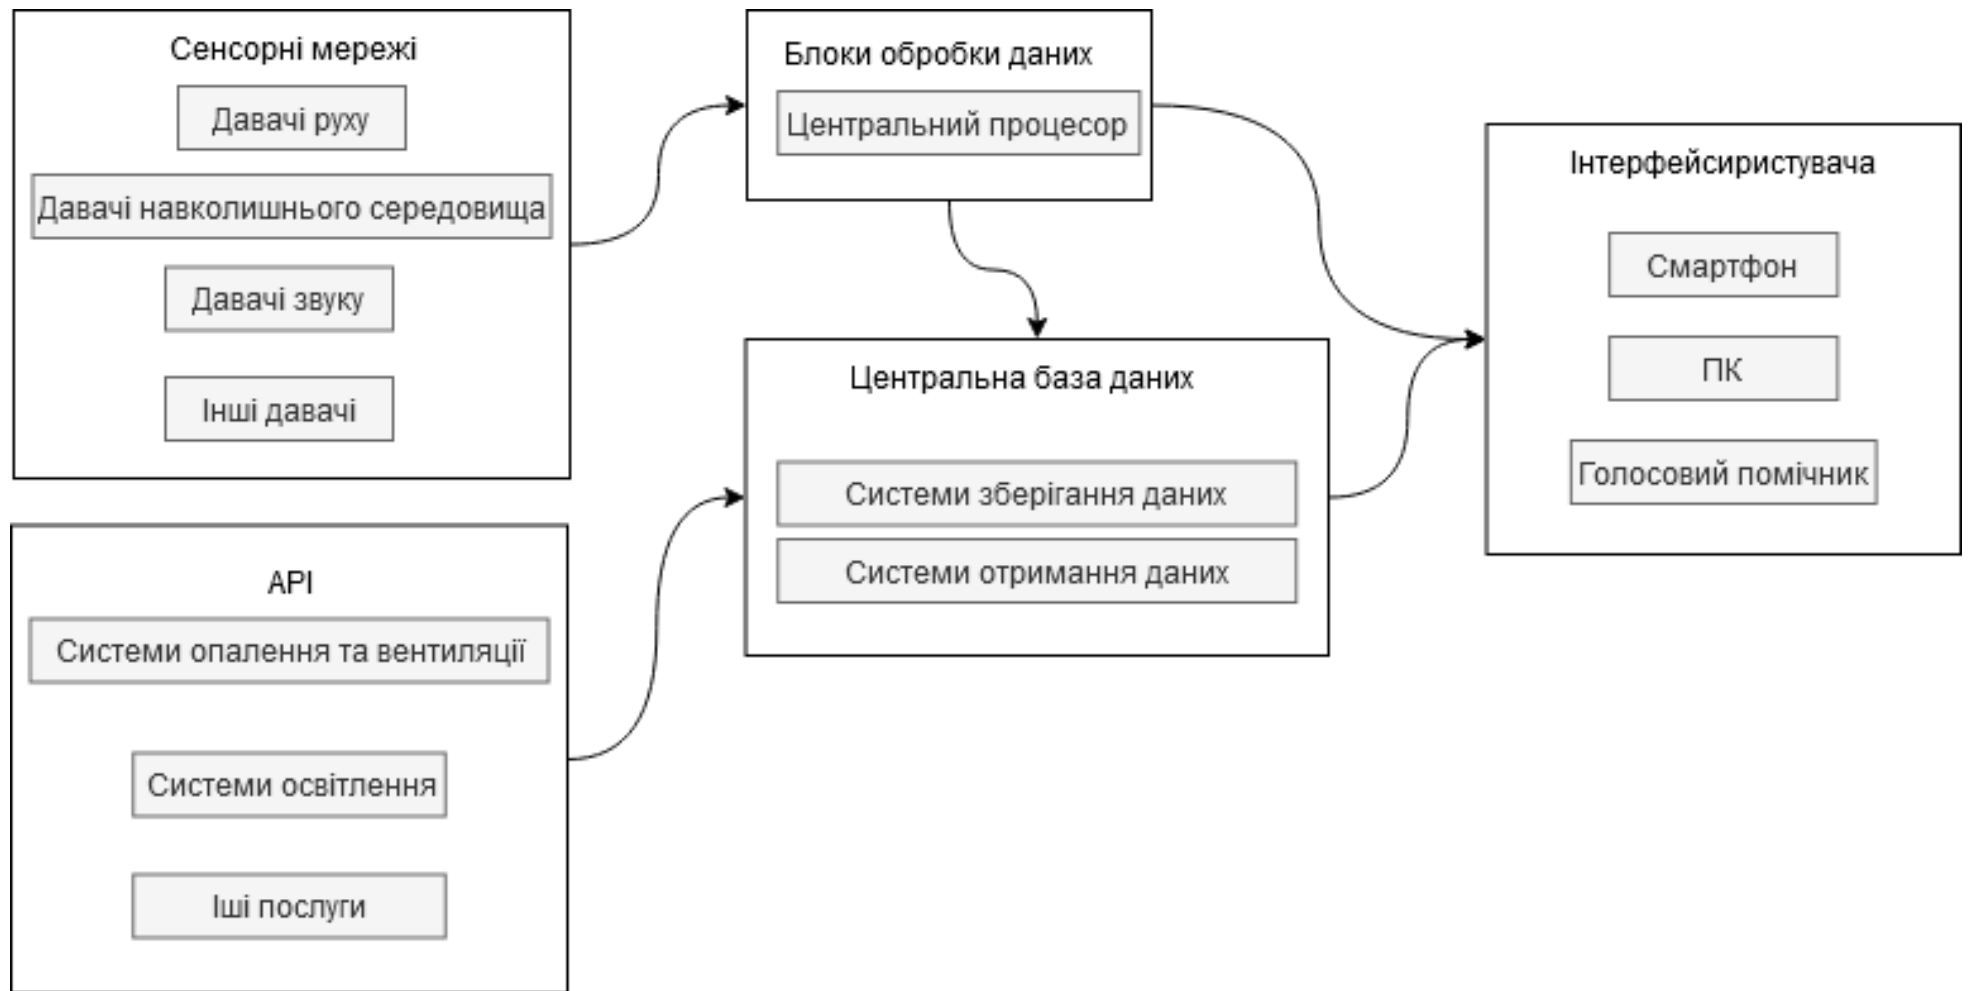 Сенсорні мережі
Давачі руху
Давачі навколишнього середовища
Давачі звуку
Інші давачі
API
Системи опалення та вентиляції
Системи освітлення
Іші послуги
Блоки обробки даних
Центральний процесор
Центральна база даних
Системи зберігання даних
Системи отримання даних
Інтерфейсиристувача
Смартфон
ПК
Голосовий помічник